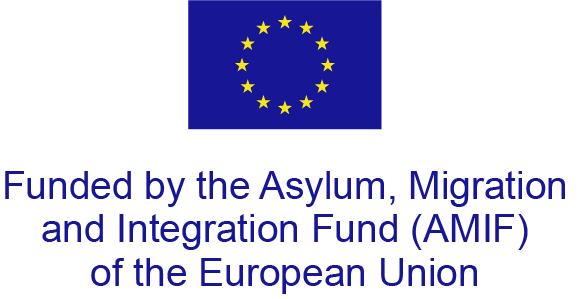 Funded by the Asylum, Migration
and Integration Fund (AMIF)
of the European Union